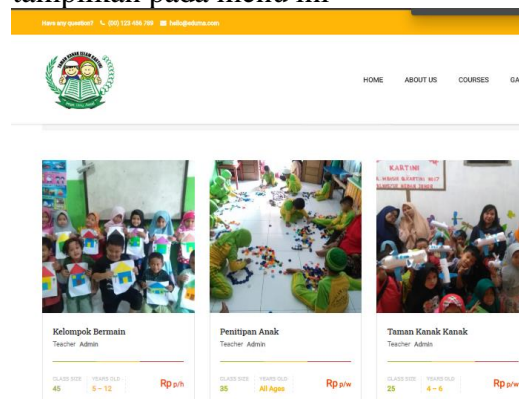 tampilkan pada menu ini
Have any question? (00) 123 456 789 hello@eduma.com
HOME ABOUT US COURSES GA
KARTINI
Kelompok Bermain
Teacher Admin
CLASS SIZE YEARS OLD
45 5 – 12 Rp p/h
Penitipan Anak
Teacher Admin
CLASS SIZE YEARS OLD
35 All Ages Rp p/w
Taman Kanak Kanak
Teacher Admin
CLASS SIZE YEARS OLD
25 4 – 6 Rp p/w